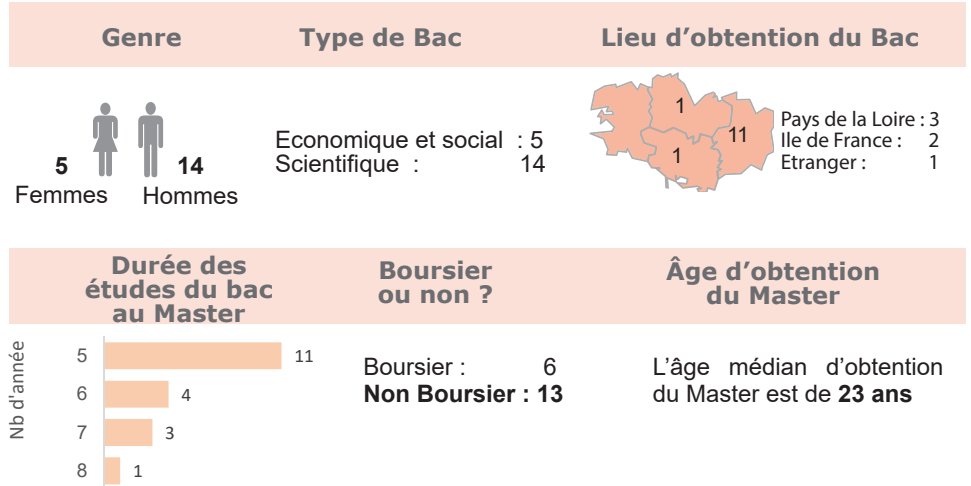 Genre
Type de Bac
Lieu d’obtention du Bac
5
Femmes
14
Hommes
Economique et social : 5
Scientifique : 14
1
11
1
Pays de la Loire : 3
Ile de France : 2
Etranger : 1
Durée des
études du bac
au Master
Boursier
ou non ?
Âge d’obtention
du Master
Nb d'année
5 11
6 4
7 3
8 1
Boursier : 6
Non Boursier : 13
L’âge médian d’obtention
du Master est de 23 ans